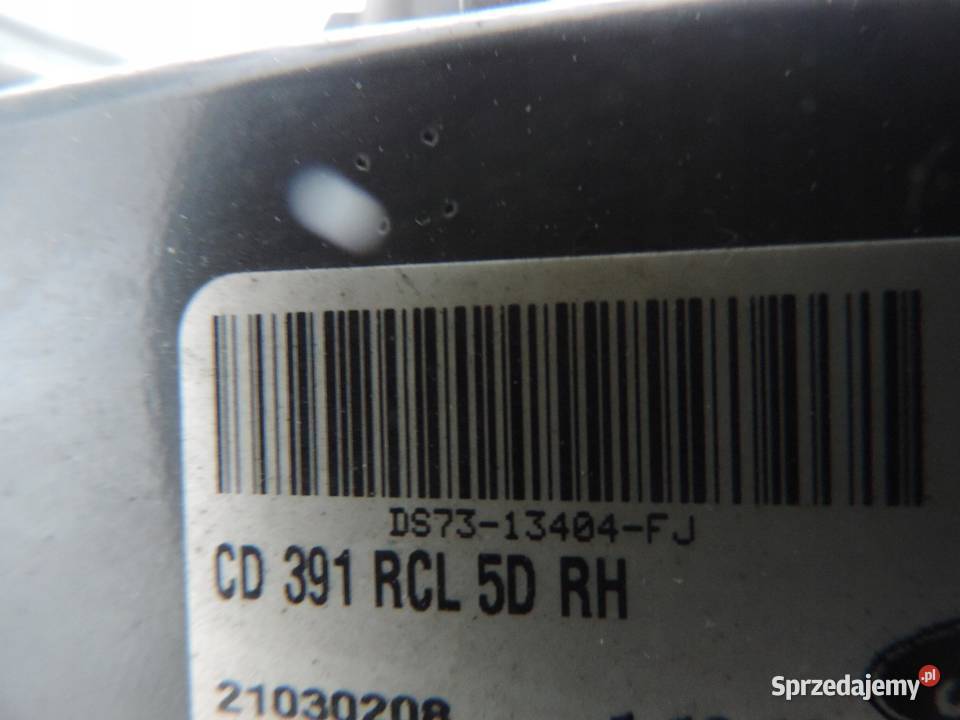 DS73-13404-FJ
CD 391 RCL 5D RH
21030208
Sprzedajemy.pl